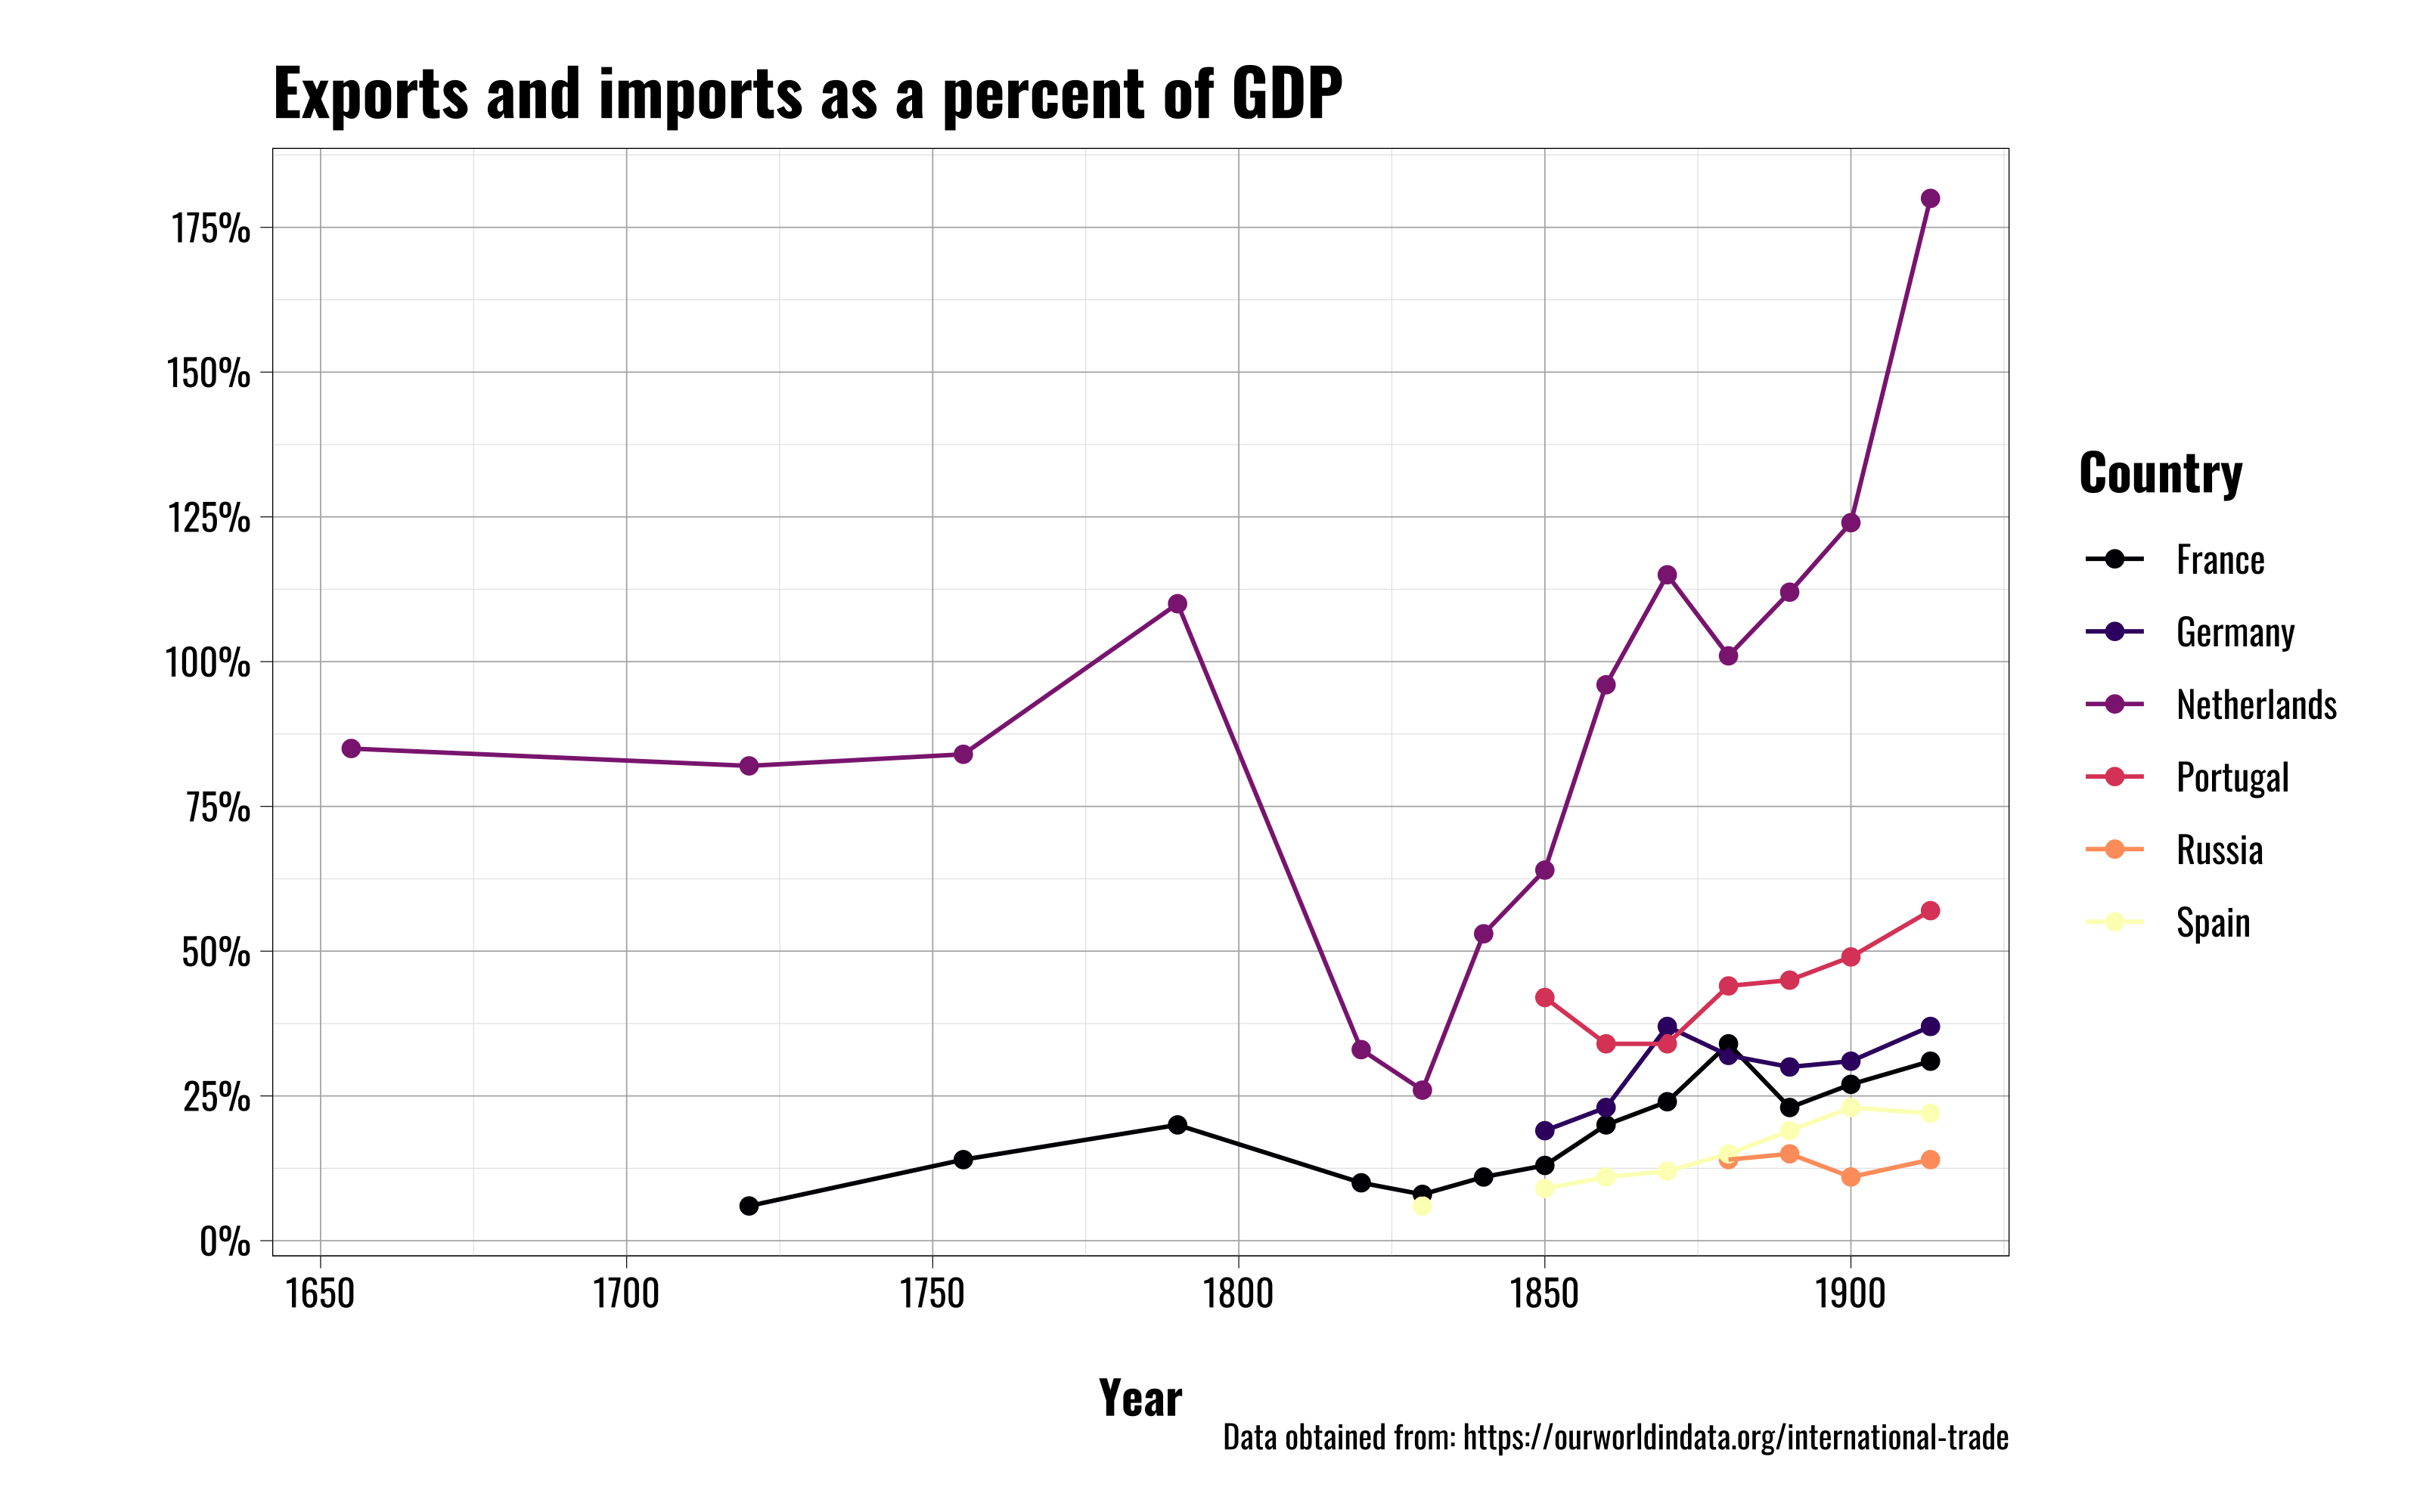 Exports and imports as a percent of GDP
175%
150%
125%
100%
75%
50%
25%
0%
1650 1700 1750 1800 1850 1900
Year
Country
France
Germany
Netherlands
Portugal
Russia
Spain
Data obtained from: https://ourworldindata.org/international-trade